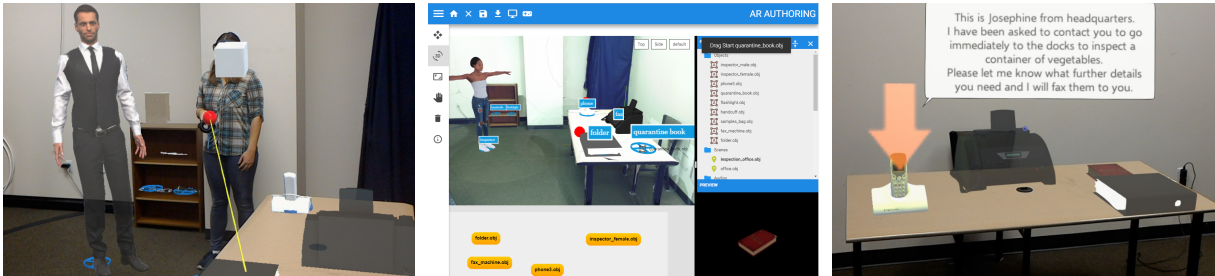 AR AUTHORING
Top
Side
default
Drag Start quarantine_book.obj
Objects
inspector_male.obj
inspector_female.obj
phone3.obj
quarantine_book.obj
flashlight.obj
handcuff.obj
samples_bag.obj
fax_machine.obj
folder.obj
Scenes
inspection_office.obj
office.obj
PREVIEW
phone
fax
folder
quarantine book
folder.obj
inspector_female.obj
fax_machine.obj
phone3.obj
This is Josephine from headquarters.
I have been asked to contact you to go
immediately to the docks to inspect a
container of vegetables.
Please let me know what further details
you need and I will fax them to you.